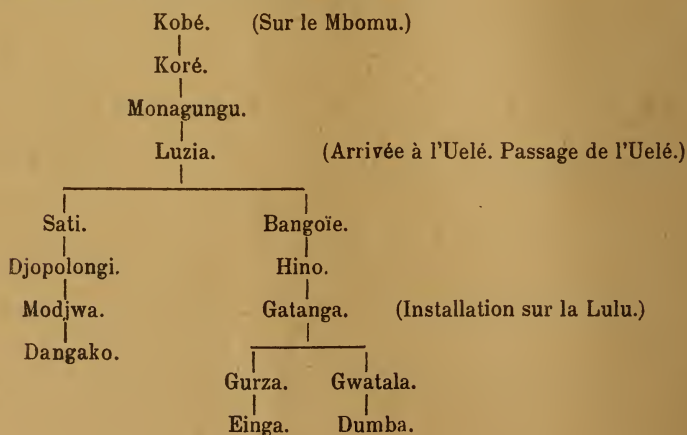 Kobé. (Sur le Mbomu.)
Koré.
Monagungu.
Luzia. (Arrivée à l'Uelé. Passage de l'Uelé.)
Sati. Bangoïe.
Djopolongi. Hino.
Modjwa. Gatanga. (Installation sur la Lulu.)
Dangako.
Gurza. Gwatala.
Einga. Dumba.